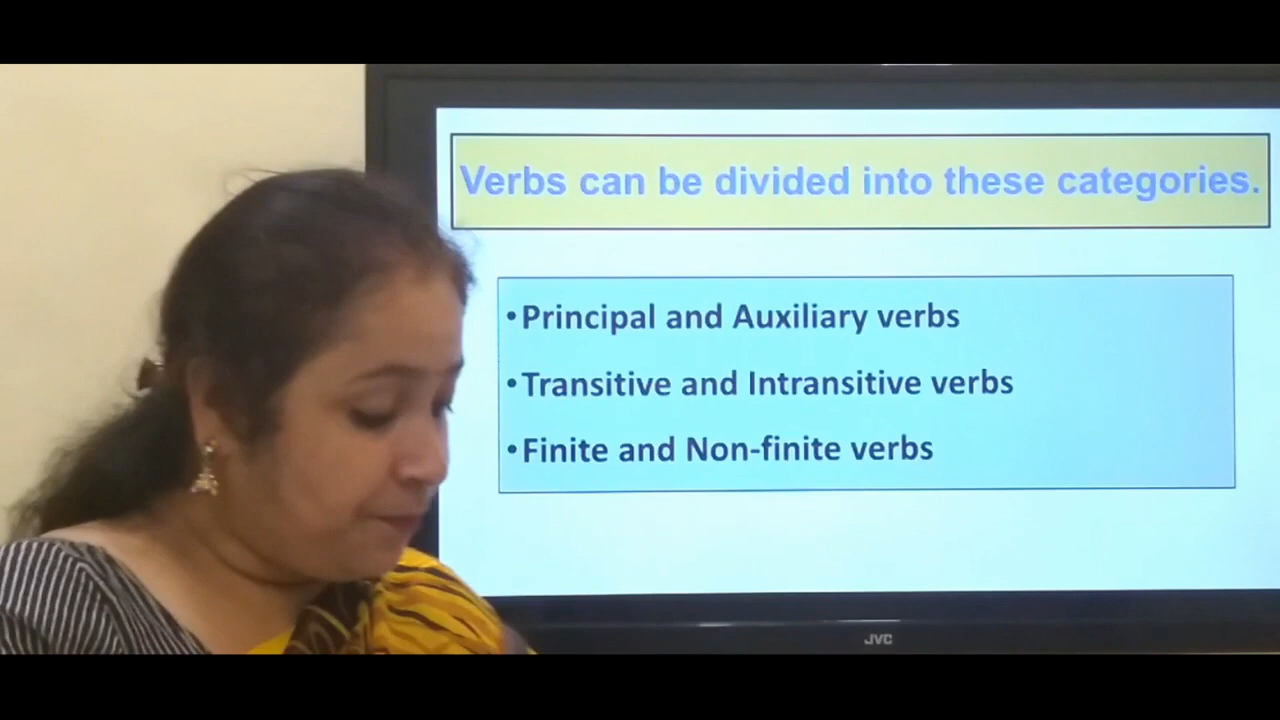 Verbs can be divided into these categories.
•Principal and Auxiliary verbs
•Transitive and Intransitive verbs
•Finite and Non-finite verbs
JVC